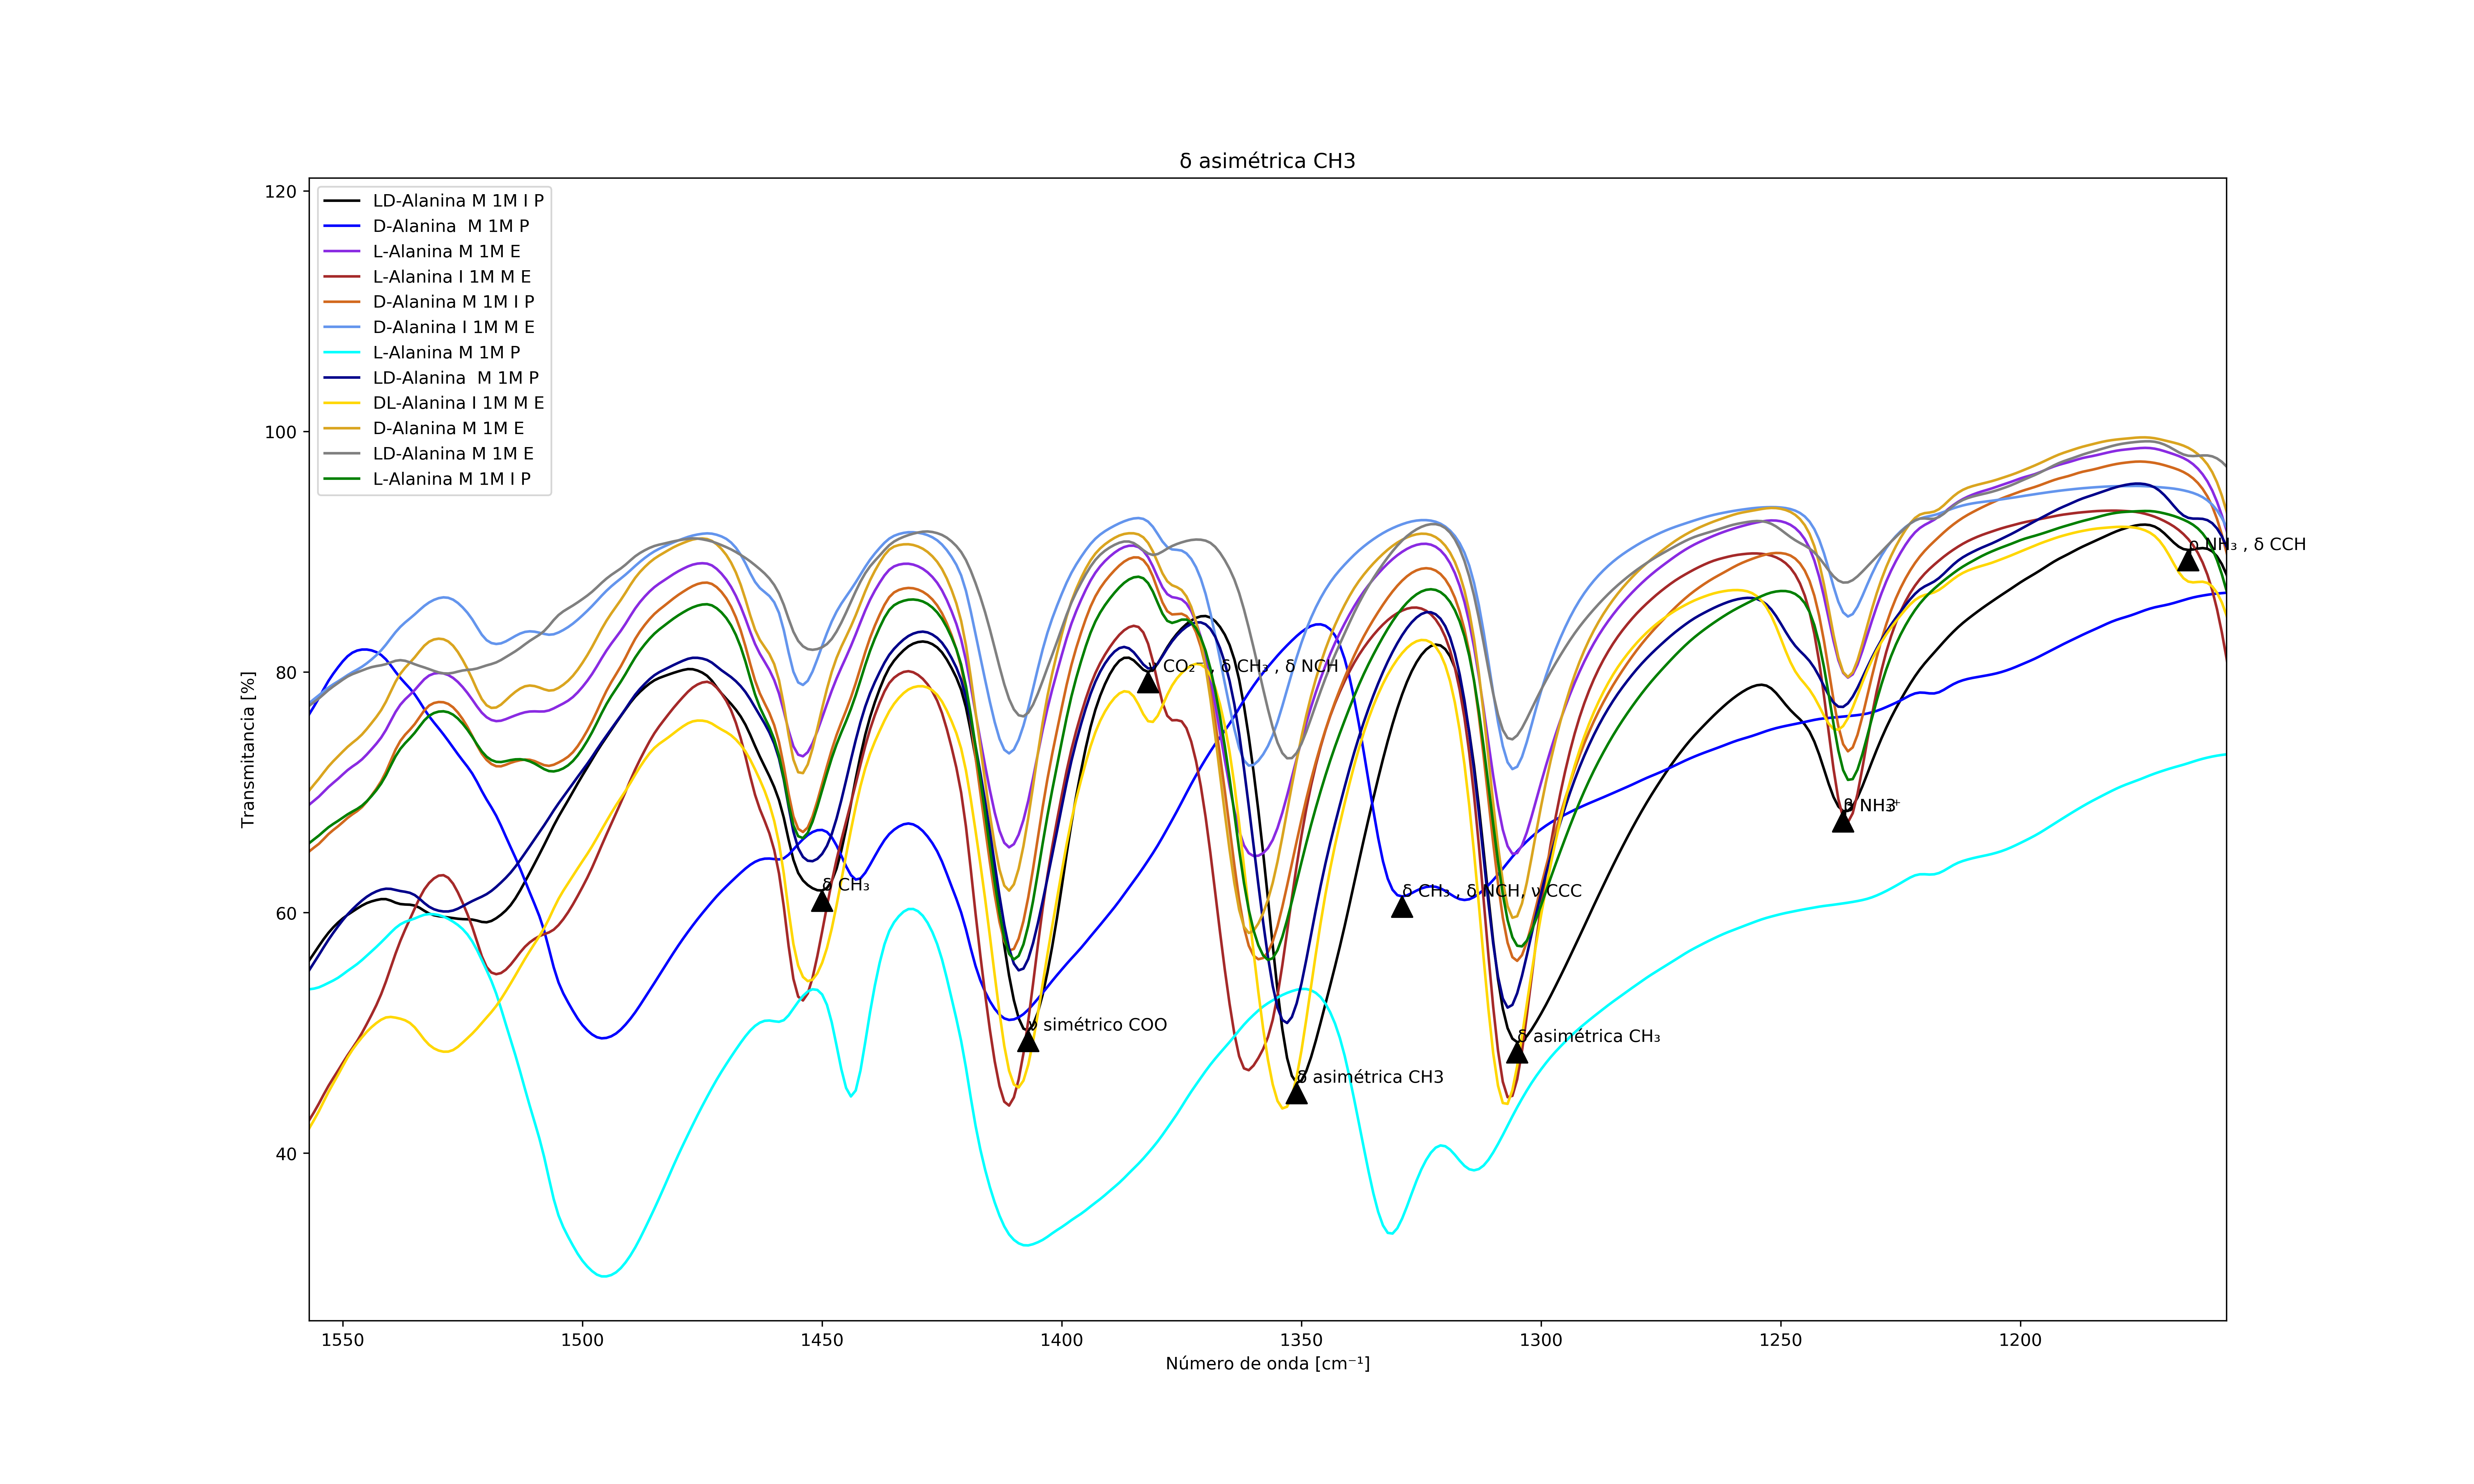 δ asimétrica CH3
120
100
80
60
40
Transmitancia [%]
LD-Alanina M 1M I P
D-Alanina  M 1M P
L-Alanina M 1M E
L-Alanina I 1M M E
D-Alanina M 1M I P
D-Alanina I 1M M E
L-Alanina M 1M P
LD-Alanina  M 1M P
DL-Alanina I 1M M E
D-Alanina M 1M E
LD-Alanina M 1M E
L-Alanina M 1M I P
NH₃ , δ CCH
ν CO₂⁻ , δ CH₃ , δ NCH
NH3
δ CH₃
δ CH₃ , δ NCH, ν CCC
ν simétrico COO
δ asimétrica CH₃
δ asimétrica CH3
1550
1500
1450
1400
1350
1300
1250
1200
Número de onda [cm⁻¹]